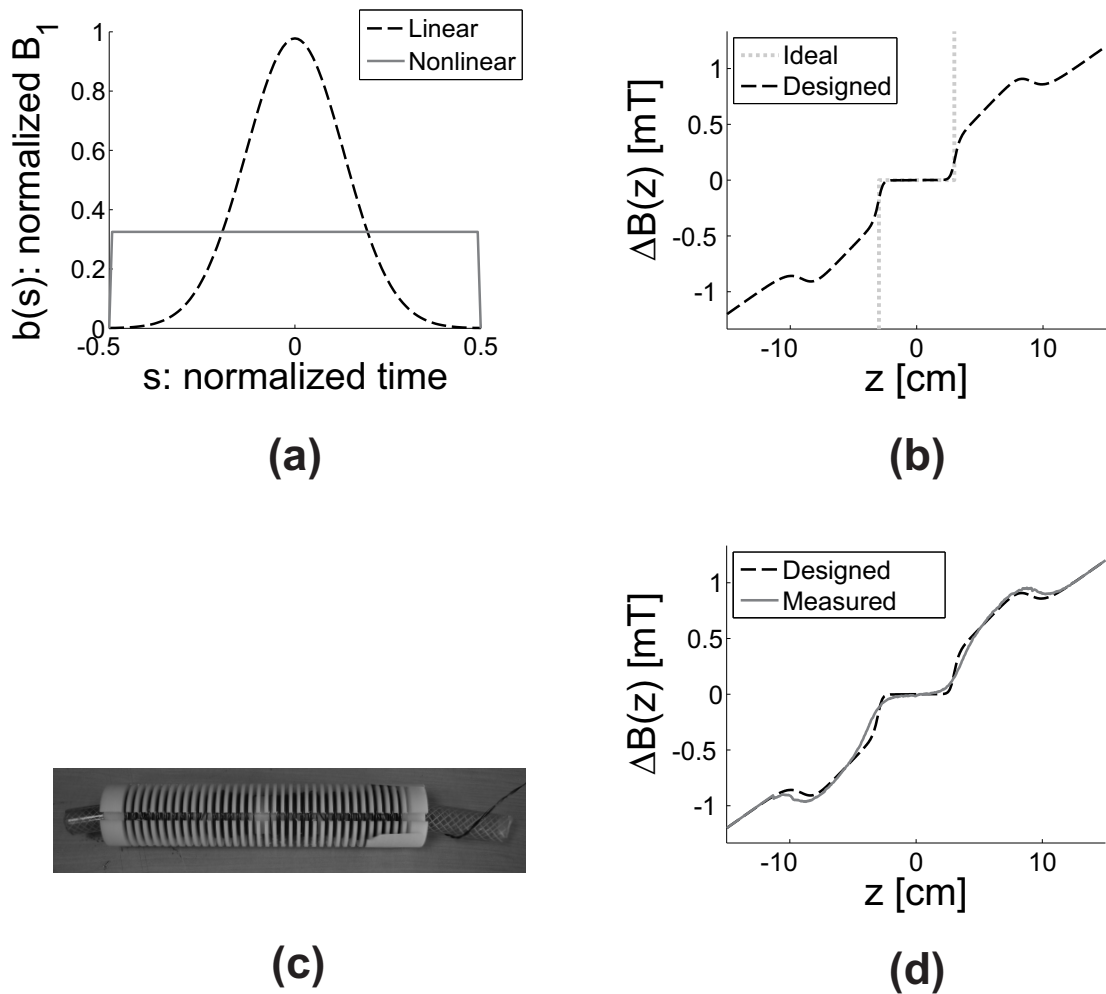 b(s): normalized B1
1
0.8
0.6
0.4
0.2
0
-0.5
0
0.5
s: normalized time
Linear
Nonlinear
(a)
ΔB(z) [mT]
1
0.5
0
-0.5
-1
-10
0
10
z [cm]
Ideal
Designed
(b)
(c)
ΔB(z) [mT]
1
0.5
0
-0.5
-1
-10
0
10
z [cm]
Designed
Measured
(d)